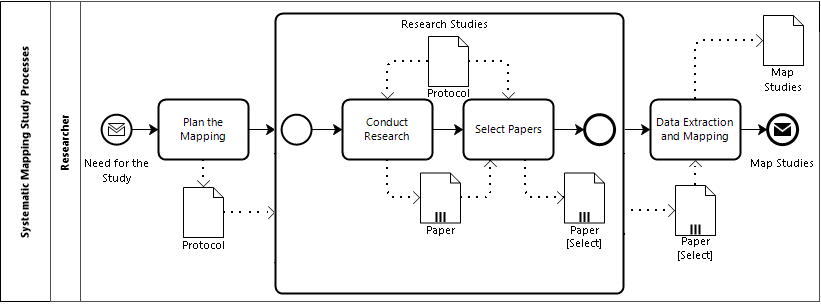 Systematic Mapping Study Processes
Researcher
Need for the
Study
Plan the
Mapping
Protocol
Research Studies
Protocol
Conduct
Research
Select Papers
Paper
Paper
[Select]
Data Extraction
and Mapping
Paper
[Select]
Map
Studies
Map Studies